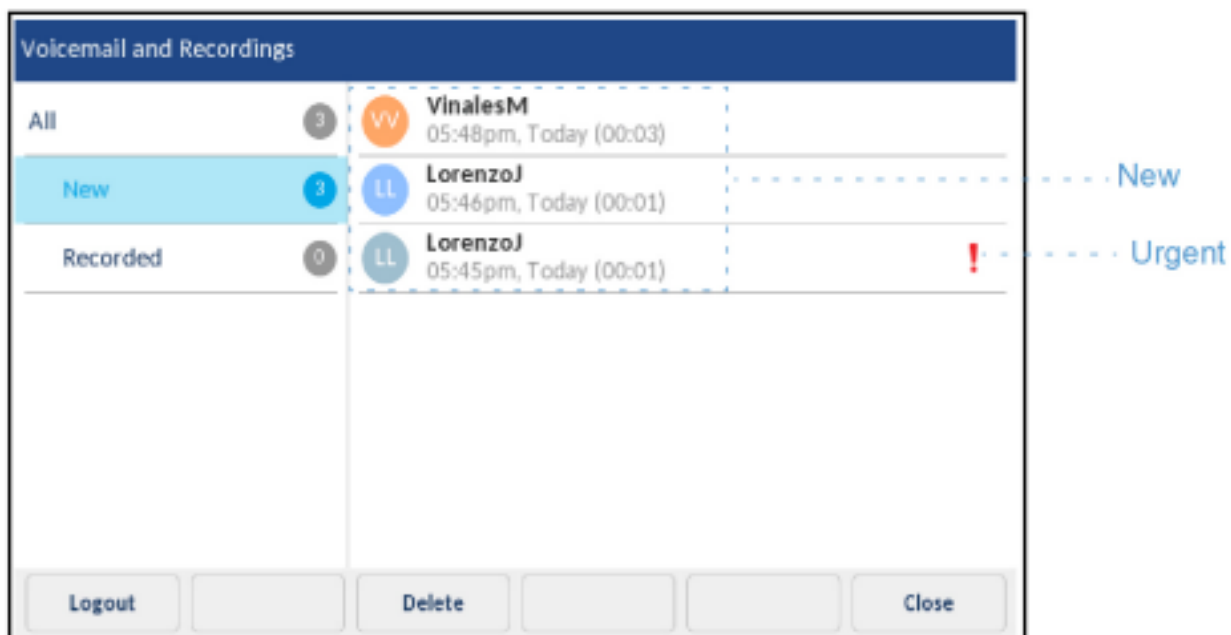 Voicemail and Recordings
All 3
New 3
Recorded 0
VV VinalesM
05:48pm, Today (00:03)
LL LorenzoJ
05:46pm, Today (00:01)
LL LorenzoJ
05:45pm, Today (00:01) !
New
Urgent
Logout Delete Close